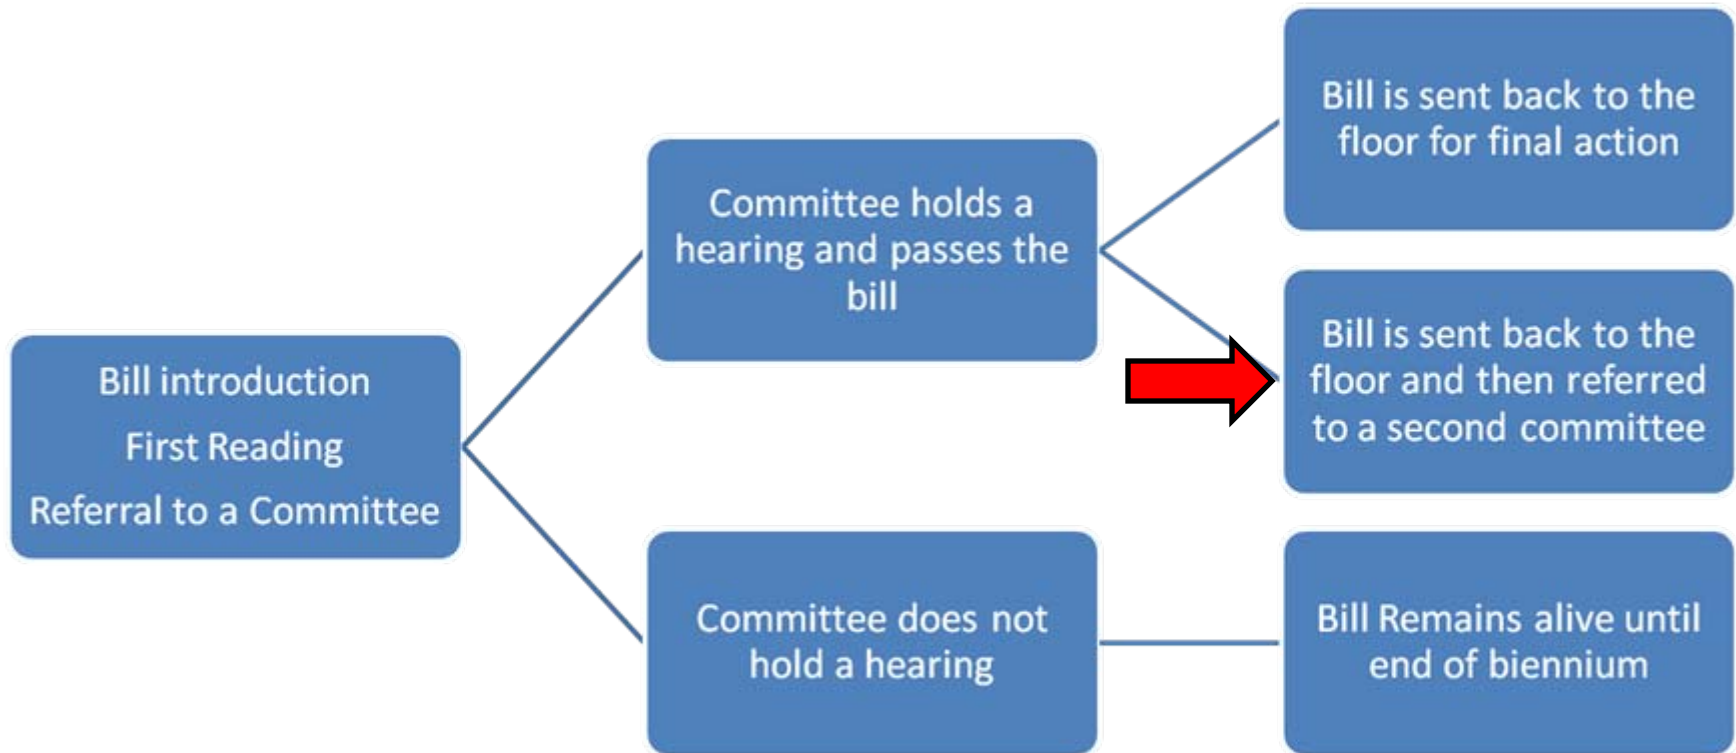 Bill introduction
First Reading
Referral to a Committee
Committee holds a
hearing and passes the
bill
Committee does not
hold a hearing
Bill is sent back to the
floor for final action
Bill is sent back to the
floor and then referred
to a second committee
Bill Remains alive until
end of biennium